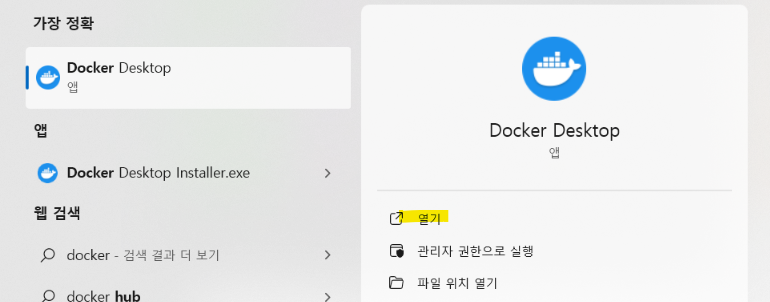 가장 정확
Docker Desktop
앱
앱
Docker Desktop Installer.exe
웹 검색
docker - 검색 결과 더 보기
docker hub
Docker Desktop
앱
열기
관리자 권한으로 실행
파일 위치 열기